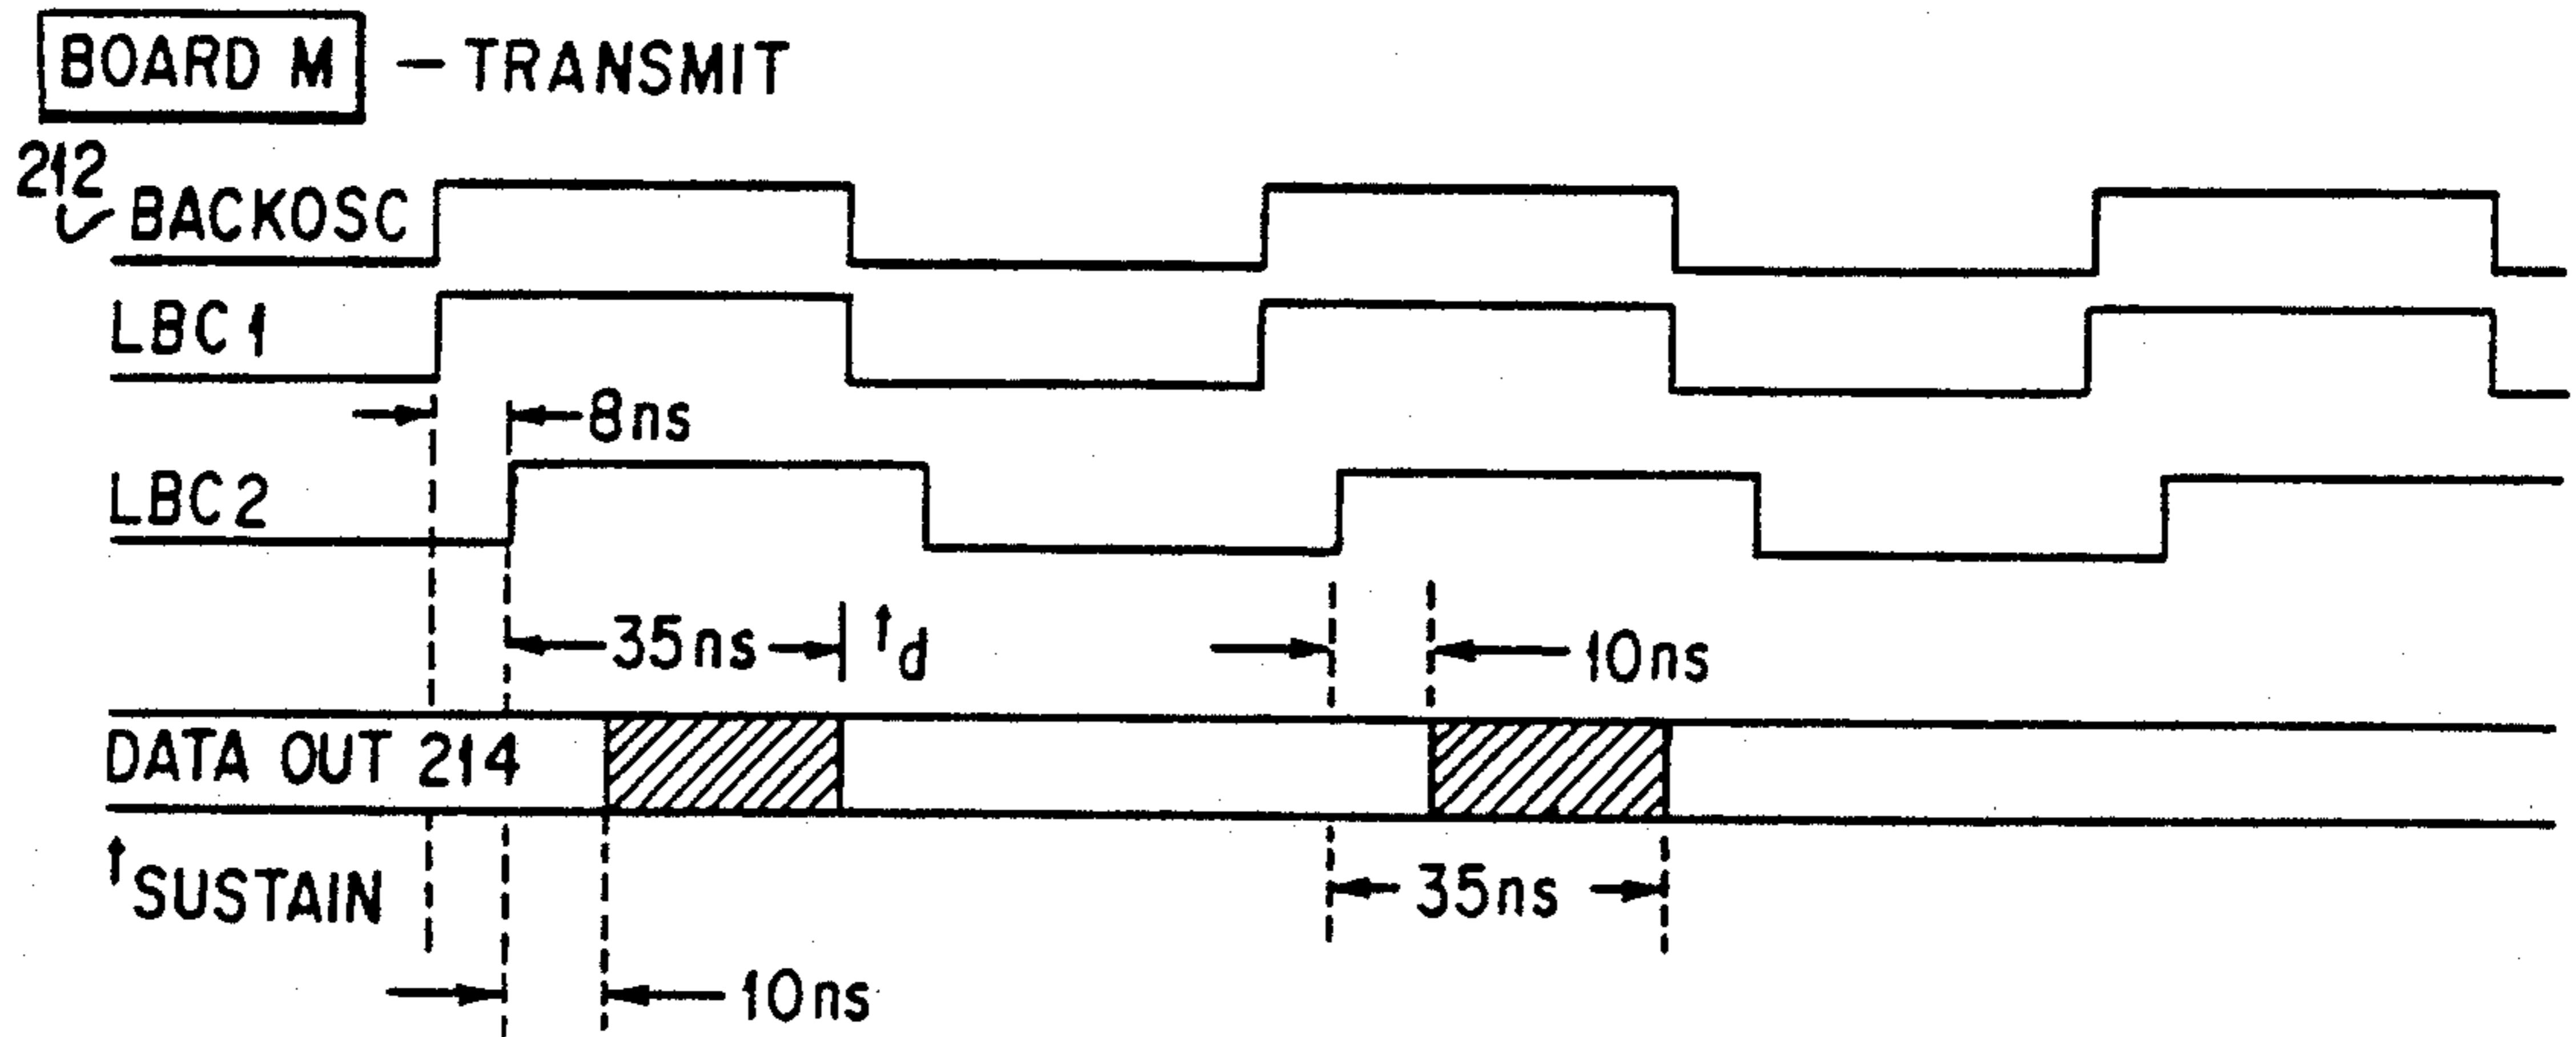 BOARD M - TRANSMIT
212
BACKOSC
LBC1
8ns
LBC2
35ns
td
10ns
DATA OUT 214
tSUSTAIN
35ns
10ns